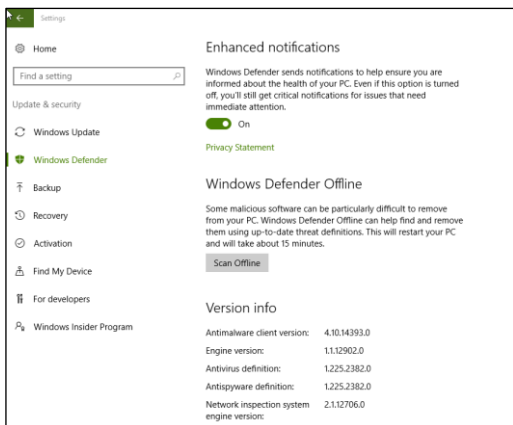 Settings
Home
Find a setting
Update & security
Windows Update
Windows Defender
Backup
Recovery
Activation
Find My Device
For developers
Windows Insider Program
Enhanced notifications
Windows Defender sends notifications to help ensure you are
informed about the health of your PC. Even if this option is turned
off, you'll still get critical notifications for issues that need
immediate attention.
On
Privacy Statement
Windows Defender Offline
Some malicious software can be particularly difficult to remove
from your PC. Windows Defender Offline can help find and remove
them using up-to-date threat definitions. This will restart your PC
and will take about 15 minutes.
Scan Offline
Version info
Antimalware client version: 4.10.14393.0
Engine version: 1.1.12902.0
Antivirus definition: 1.225.2382.0
Antispyware definition: 1.225.2382.0
Network inspection system 2.1.12706.0
engine version: